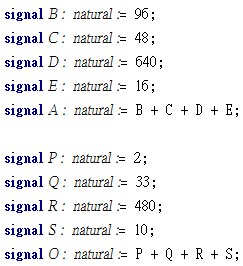 signal B : natural := 96;
signal C : natural := 48;
signal D : natural := 640;
signal E : natural := 16;
signal A : natural := B + C + D + E;
signal P : natural := 2;
signal Q : natural := 33;
signal R : natural := 480;
signal S : natural := 10;
signal O : natural := P + Q + R + S;